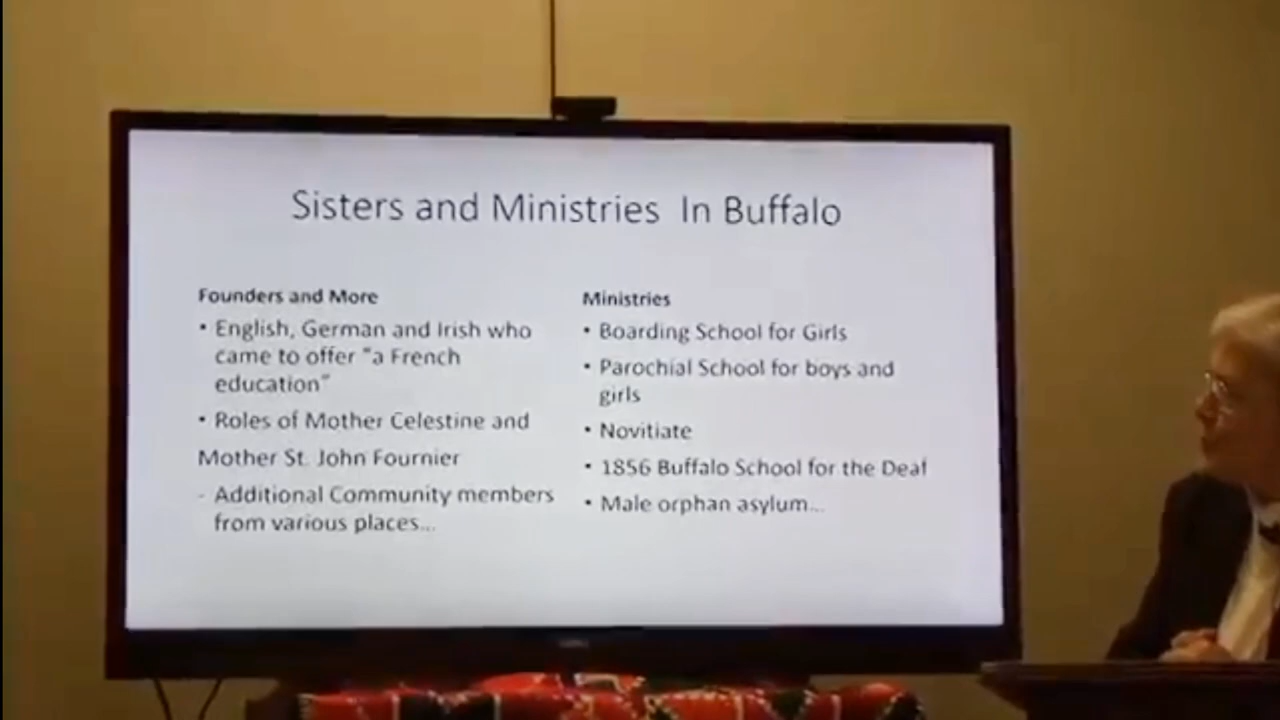 Sisters and Ministries In Buffalo
Founders and More
• English, German and Irish who
came to offer "a French
education"
• Roles of Mother Celestine and
Mother St. John Fournier
- Additional Community members
from various places...
Ministries
• Boarding School for Girls
• Parochial School for boys and
girls
• Novitiate
• 1856 Buffalo School for the Deaf
• Male orphan asylum...